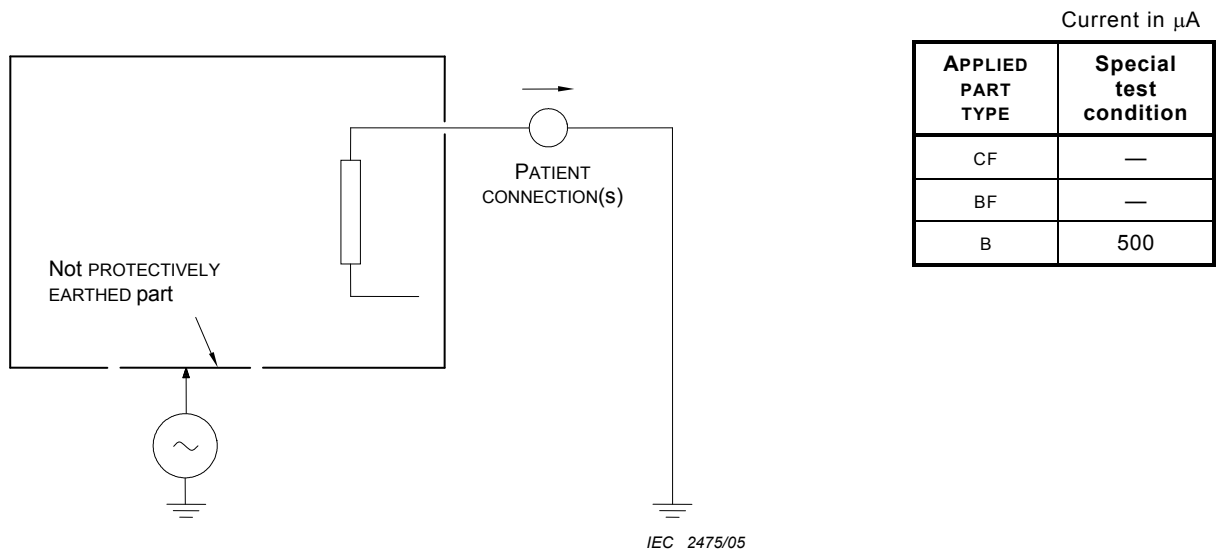 Current in μA
APPLIED
PART
TYPE
Special
test
condition
CF
—
BF
—
B
500
PATIENT
CONNECTION(s)
Not PROTECTIVELY
EARTHED part
IEC 2475/05